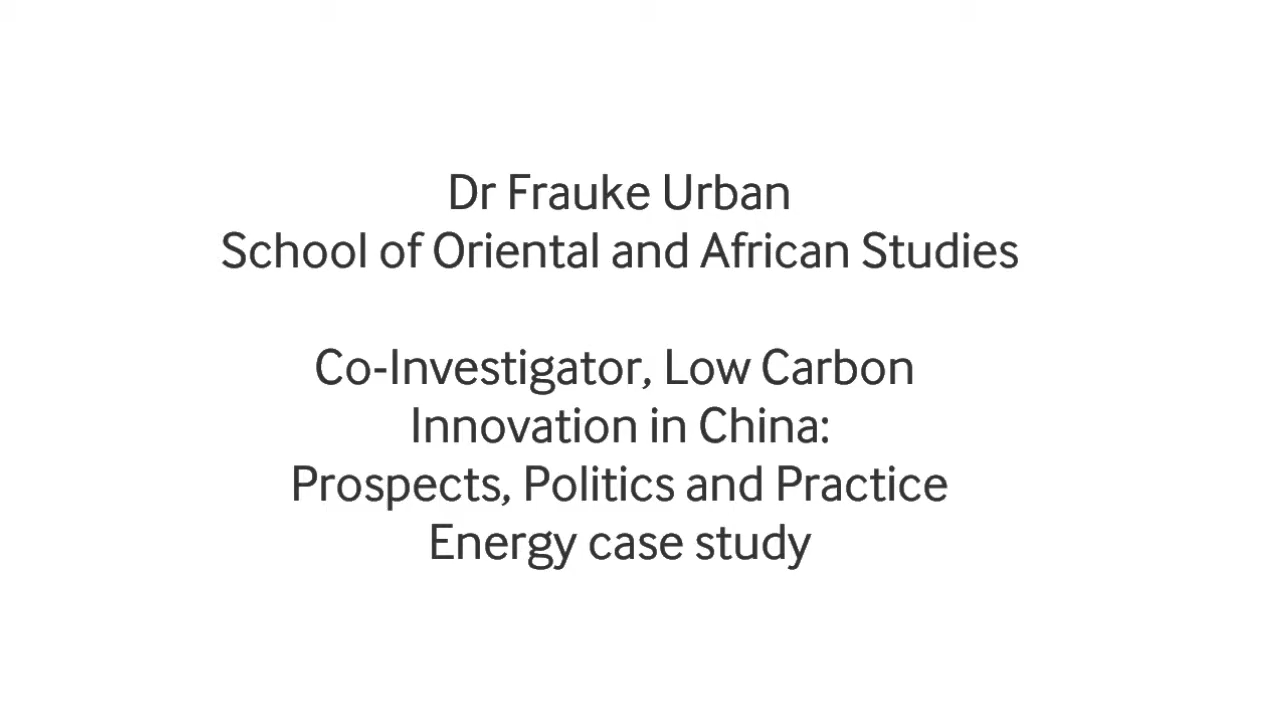 Dr Frauke Urban
School of Oriental and African Studies
Co-Investigator, Low Carbon
Innovation in China:
Prospects, Politics and Practice
Energy case study